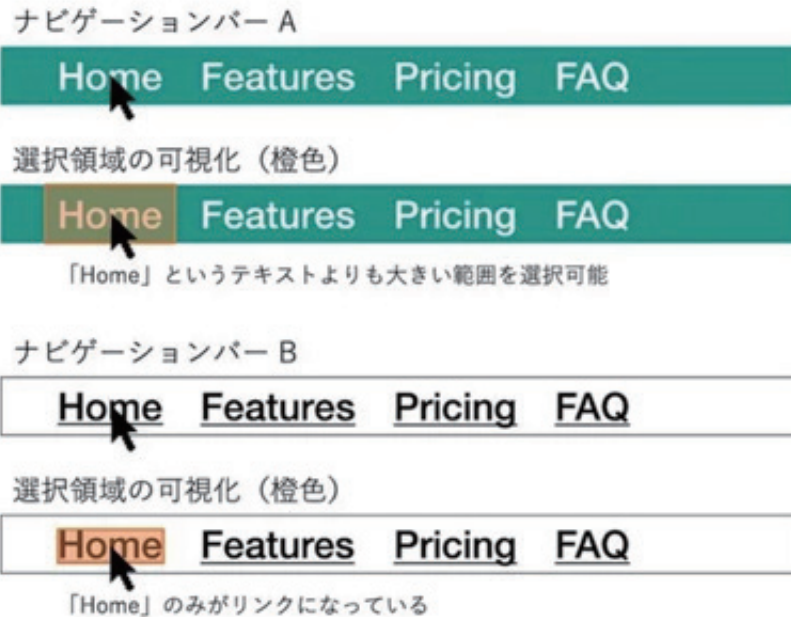 ナビゲーションバー A
Home Features Pricing FAQ
選択領域の可視化（橙色）
Home Features Pricing FAQ
「Home」というテキストよりも大きい範囲を選択可能
ナビゲーションバー B
Home Features Pricing FAQ
選択領域の可視化（橙色）
Home Features Pricing FAQ
「Home」のみがリンクになっている